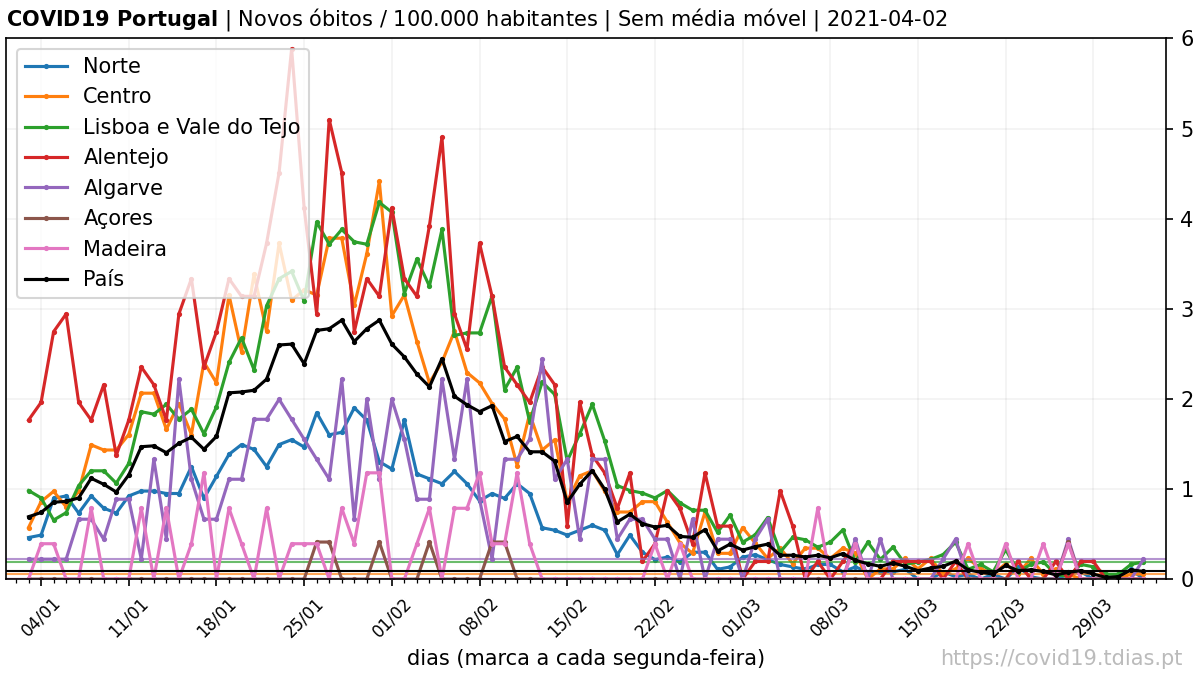 COVID19 Portugal | Novos óbitos / 100.000 habitantes | Sem média móvel | 2021-04-02
Norte
Centro
Lisboa e Vale do Tejo
Alentejo
Algarve
Açores
Madeira
País
6
5
4
3
2
1
0
04/01
11/01
18/01
25/01
01/02
08/02
15/02
22/02
01/03
08/03
15/03
22/03
29/03
dias (marca a cada segunda-feira)
https://covid19.tdias.pt